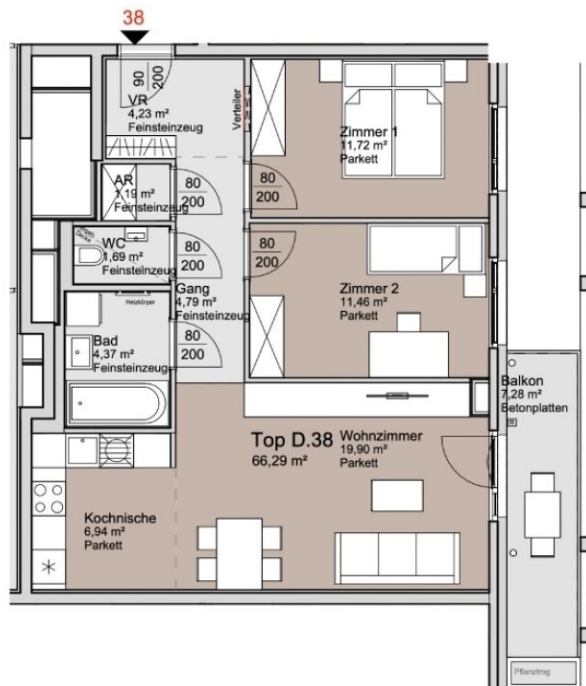 38
90
200
VR
4,23 m²
Feinsteinzeug
Verteiler
Zimmer 1
11,72 m²
Parkett
AR
1,19 m²
Feinsteinzeug
80
200
80
200
WC
1,69 m²
Feinsteinzeug
80
200
80
200
Gang
4,79 m²
Feinsteinzeug
Zimmer 2
11,46 m²
Parkett
Heizkörper
Bad
4,37 m²
Feinsteinzeug
80
200
Balkon
7,28 m²
Betonplatten
Top D.38
66,29 m²
Wohnzimmer
19,90 m²
Parkett
Kochnische
6,94 m²
Parkett
Pflanztrog